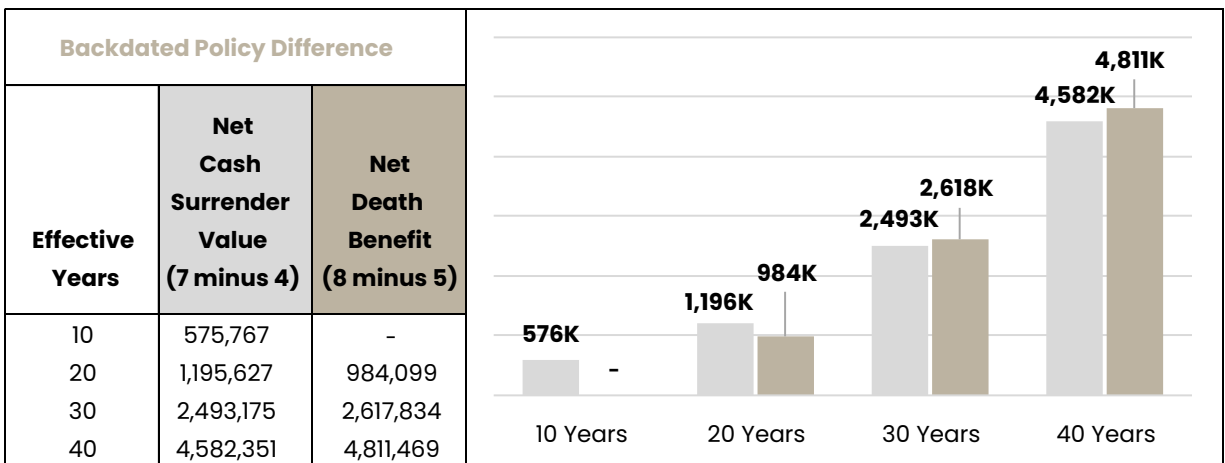 Backdated Policy Difference
Effective
Years
Net
Cash
Surrender
Value
(7 minus 4)
Net
Death
Benefit
(8 minus 5)
10 575,767 -
20 1,195,627 984,099
30 2,493,175 2,617,834
40 4,582,351 4,811,469
576K
-
1,196K
984K
2,493K
2,618K
4,582K
4,811K
10 Years 20 Years 30 Years 40 Years